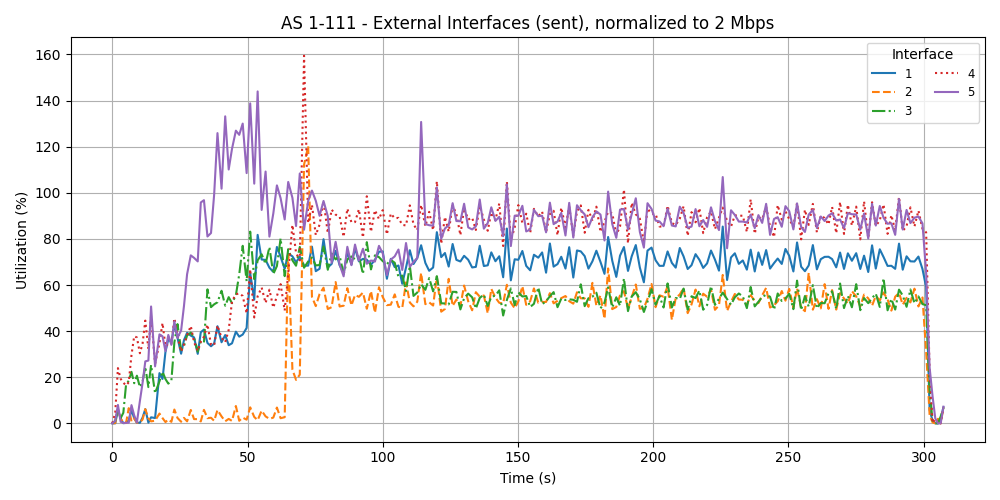 AS 1-111 - External Interfaces (sent), normalized to 2 Mbps
Utilization (%)
160
140
120
100
80
60
40
20
0
0 50 100 150 200 250 300
Time (s)
Interface
1 4
2 5
3